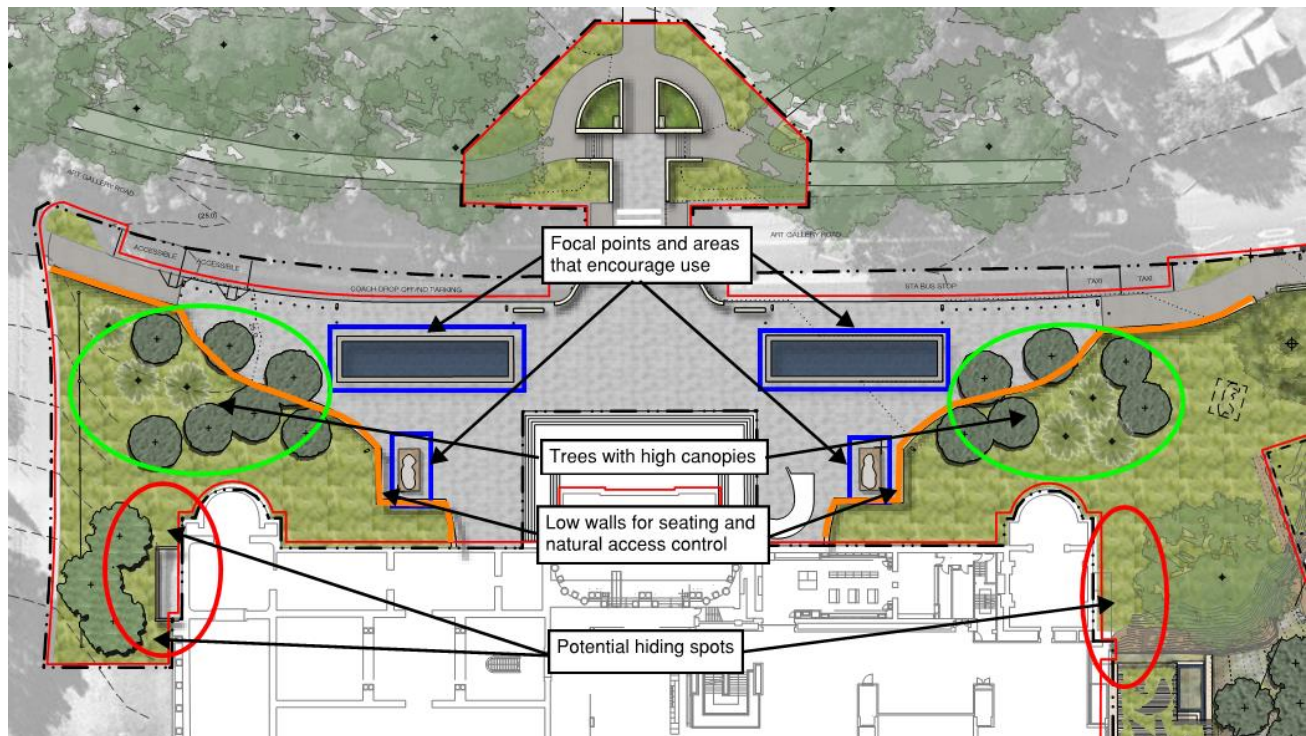 ART GALLERY ROAD
(25.0)
ACCESSIBLE
ACCESSIBLE
COACH DROP OFF/NO PARKING
ART GALLERY ROAD
STA BUS STOP
TAXI
TAXI
Focal points and areas
that encourage use
Trees with high canopies
Low walls for seating and
natural access control
Potential hiding spots